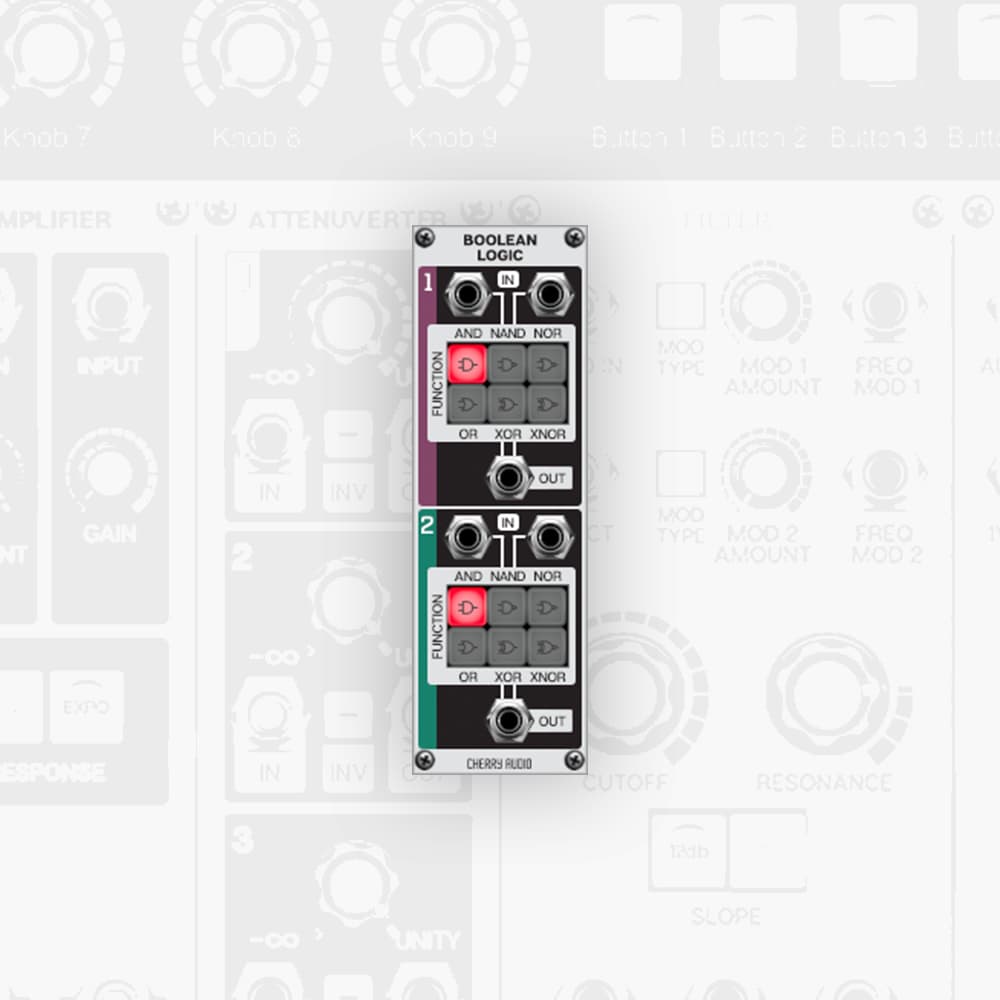 Knob 7
Knob 8
Knob 9
Button 1
Button 2
Button 3
ATTENUVERTER
FILTER
BOOLEAN
LOGIC
1
IN
AND NAND NOR
FUNCTION
OR XOR XNOR
OUT
2
IN
AND NAND NOR
FUNCTION
OR XOR XNOR
OUT
CHERRY AUDIO
INPUT
GAIN
EXPO
-∞
IN
INV
2
-∞
IN
INV
3
-∞
UNITY
MOD
TYPE
MOD 1
AMOUNT
FREQ
MOD 1
MOD
TYPE
MOD 2
AMOUNT
FREQ
MOD 2
CUTOFF
RESONANCE
12db
SLOPE